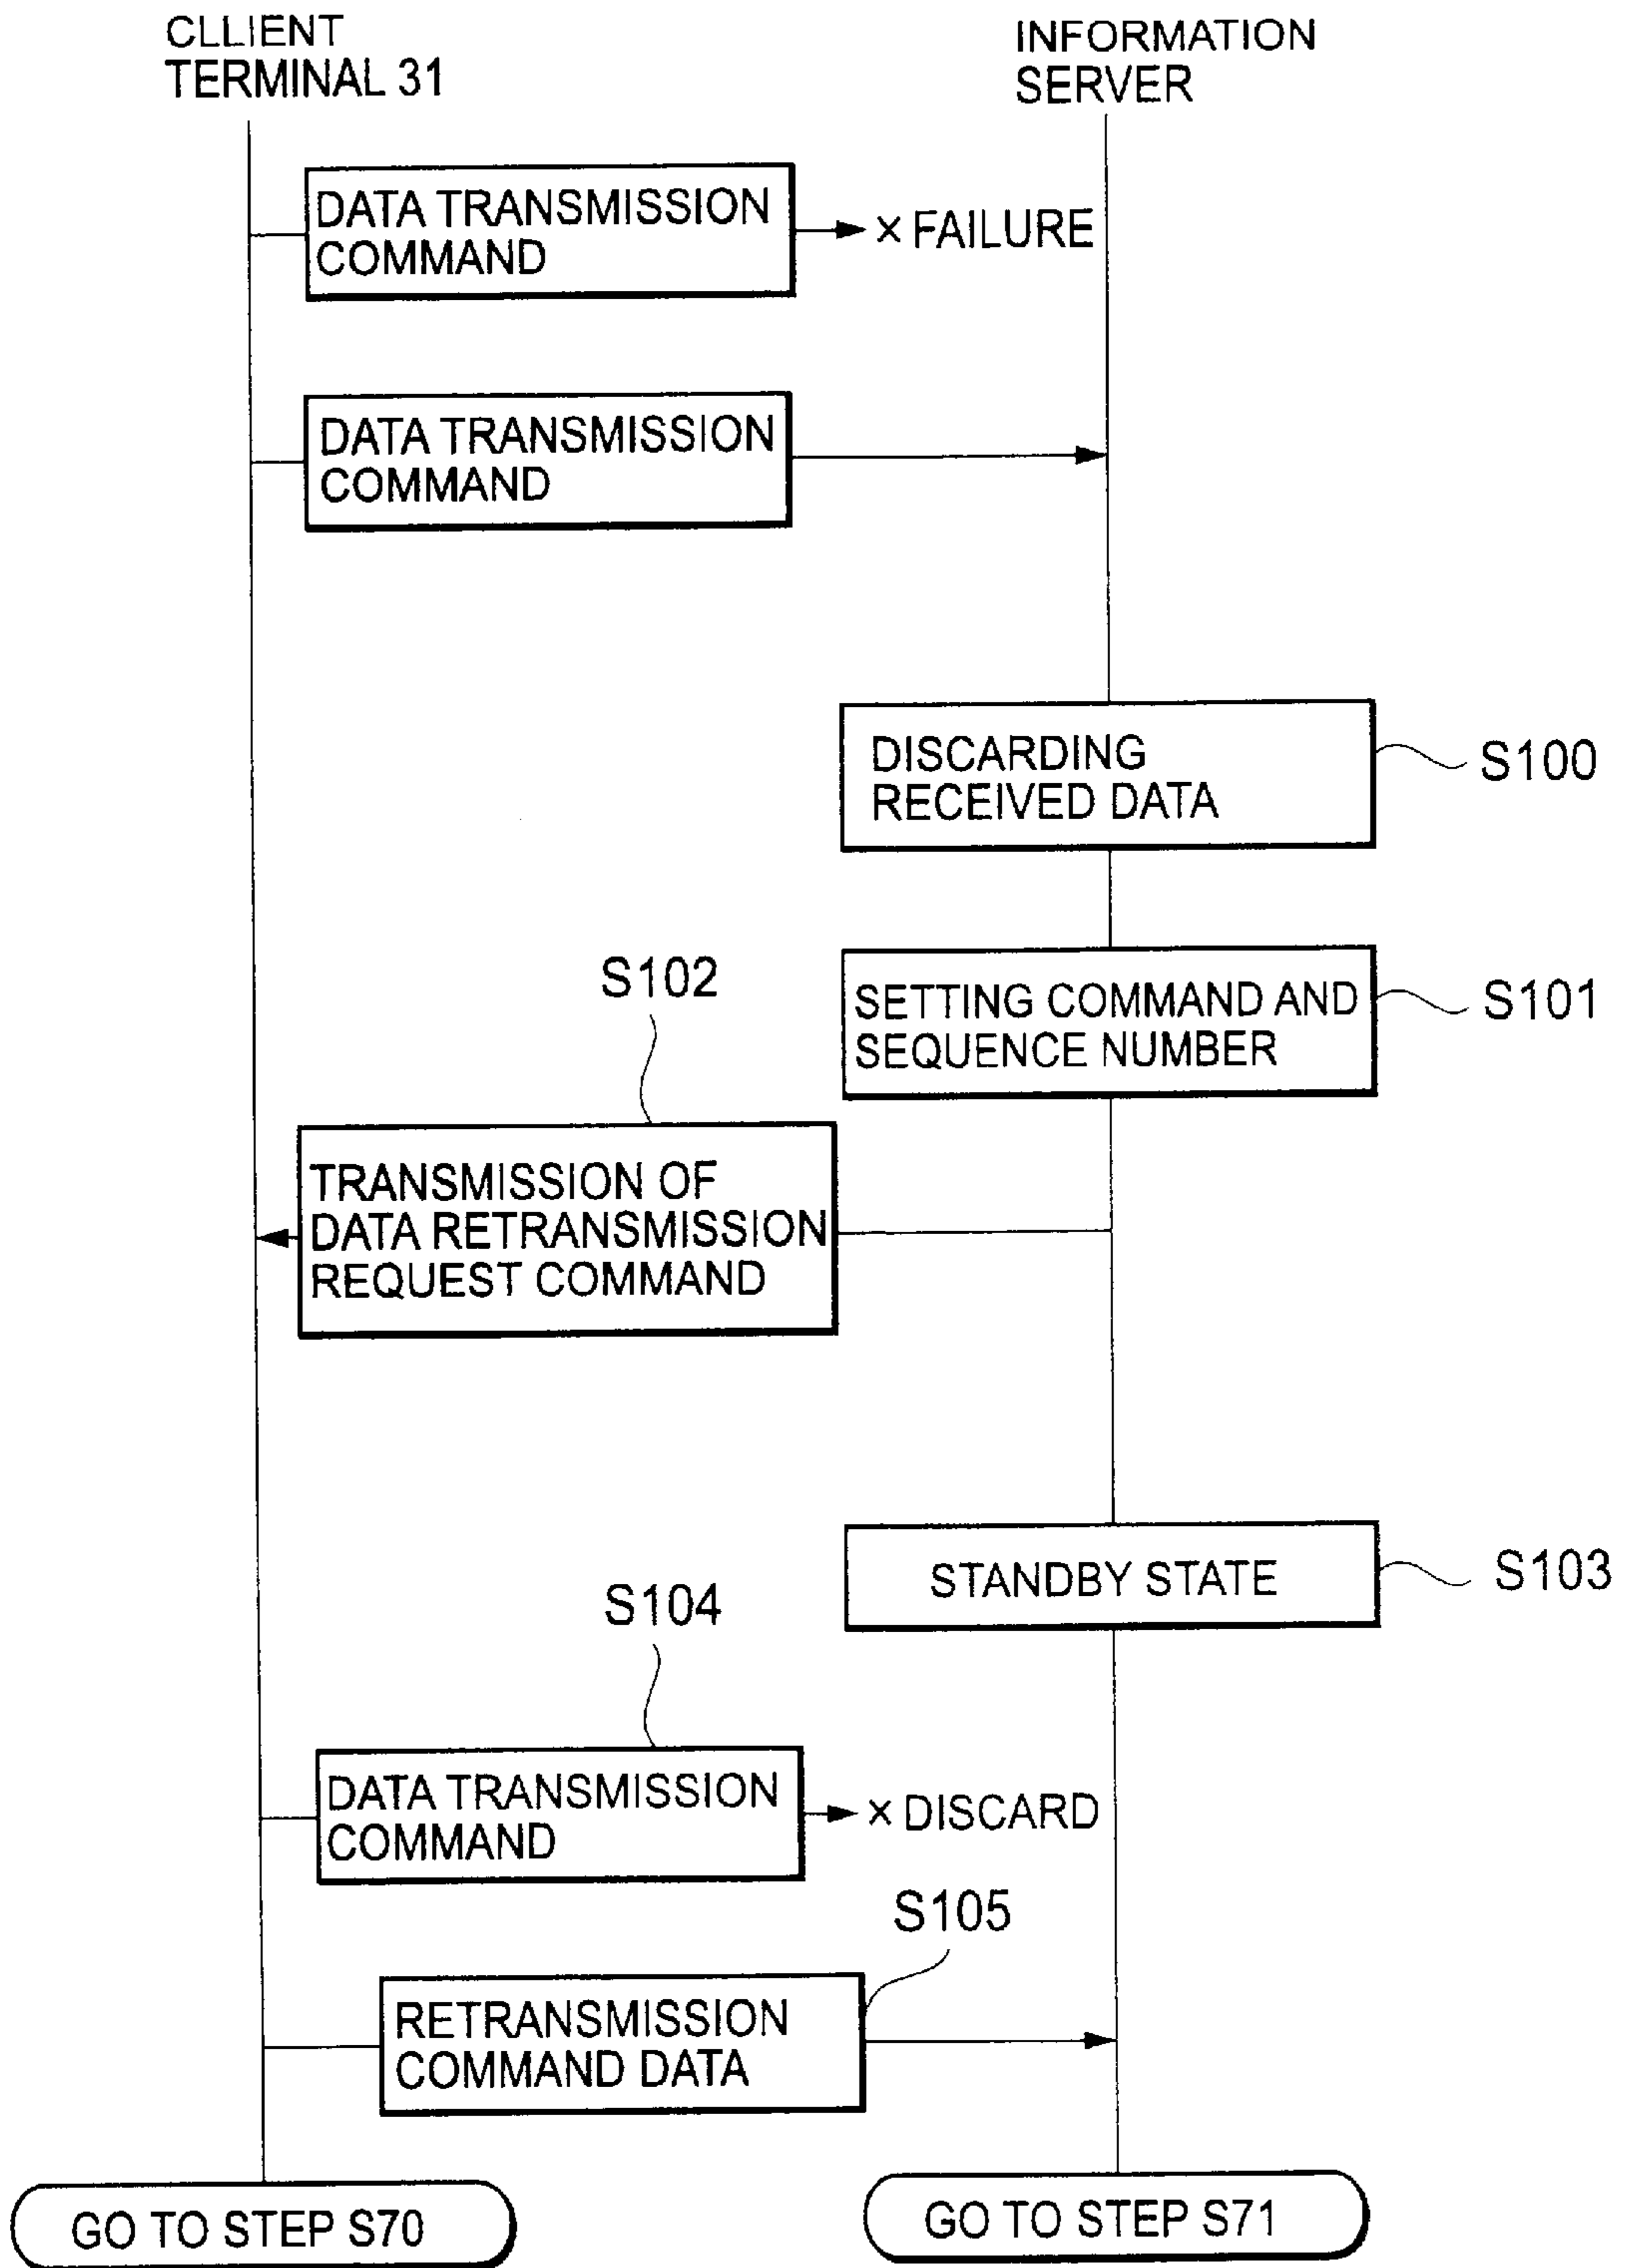 CLLIENT
TERMINAL 31
INFORMATION
SERVER
DATA TRANSMISSION
COMMAND
× FAILURE
DATA TRANSMISSION
COMMAND
DISCARDING
RECEIVED DATA
S100
SETTING COMMAND AND
SEQUENCE NUMBER
S101
S102
TRANSMISSION OF
DATA RETRANSMISSION
REQUEST COMMAND
STANDBY STATE
S103
S104
DATA TRANSMISSION
COMMAND
× DISCARD
S105
RETRANSMISSION
COMMAND DATA
GO TO STEP S70
GO TO STEP S71